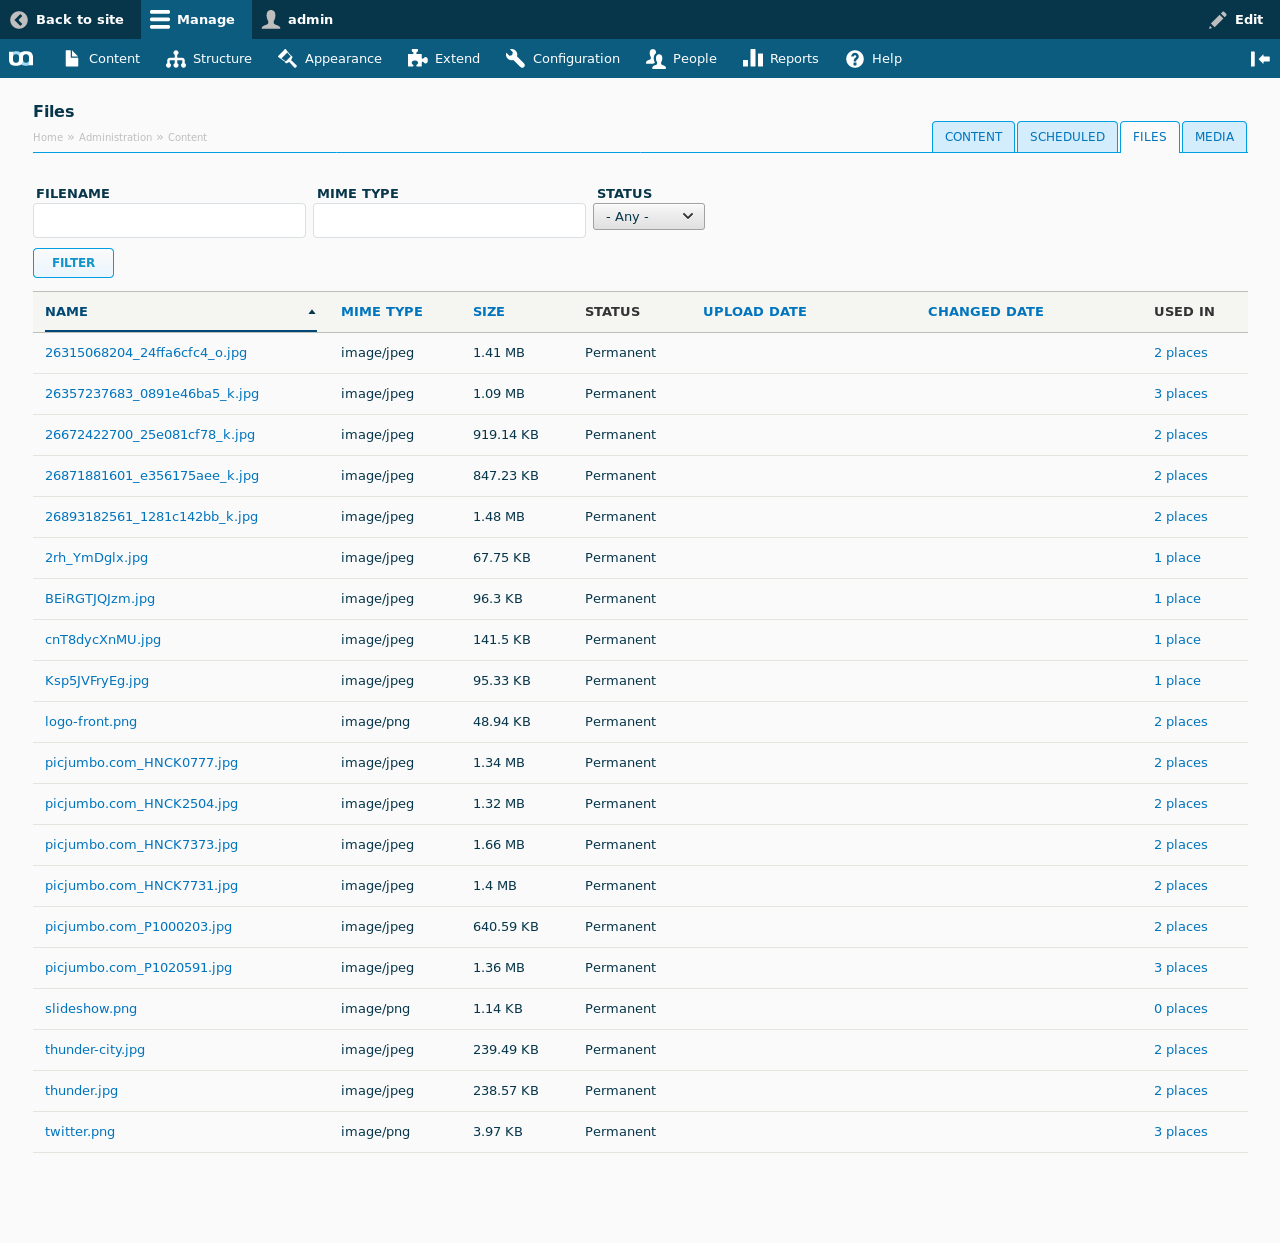 Back to site Manage admin Edit
Content Structure Appearance Extend Configuration People Reports Help
Files
Home » Administration » Content
CONTENT SCHEDULED FILES MEDIA
FILENAME MIME TYPE STATUS
- Any -
FILTER
NAME MIME TYPE SIZE STATUS UPLOAD DATE CHANGED DATE USED IN
26315068204_24ffa6cfc4_o.jpg image/jpeg 1.41 MB Permanent 2 places
26357237683_0891e46ba5_k.jpg image/jpeg 1.09 MB Permanent 3 places
26672422700_25e081cf78_k.jpg image/jpeg 919.14 KB Permanent 2 places
26871881601_e356175aee_k.jpg image/jpeg 847.23 KB Permanent 2 places
26893182561_1281c142bb_k.jpg image/jpeg 1.48 MB Permanent 2 places
2rh_YmDglx.jpg image/jpeg 67.75 KB Permanent 1 place
BEiRGTJQJzm.jpg image/jpeg 96.3 KB Permanent 1 place
cnT8dycXnMU.jpg image/jpeg 141.5 KB Permanent 1 place
Ksp5JVFryEg.jpg image/jpeg 95.33 KB Permanent 1 place
logo-front.png image/png 48.94 KB Permanent 2 places
picjumbo.com_HNCK0777.jpg image/jpeg 1.34 MB Permanent 2 places
picjumbo.com_HNCK2504.jpg image/jpeg 1.32 MB Permanent 2 places
picjumbo.com_HNCK7373.jpg image/jpeg 1.66 MB Permanent 2 places
picjumbo.com_HNCK7731.jpg image/jpeg 1.4 MB Permanent 2 places
picjumbo.com_P1000203.jpg image/jpeg 640.59 KB Permanent 2 places
picjumbo.com_P1020591.jpg image/jpeg 1.36 MB Permanent 3 places
slideshow.png image/png 1.14 KB Permanent 0 places
thunder-city.jpg image/jpeg 239.49 KB Permanent 2 places
thunder.jpg image/jpeg 238.57 KB Permanent 2 places
twitter.png image/png 3.97 KB Permanent 3 places